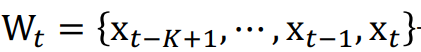 W_t = {x_{t−K+1}, ⋯, x_{t−1}, x_t}